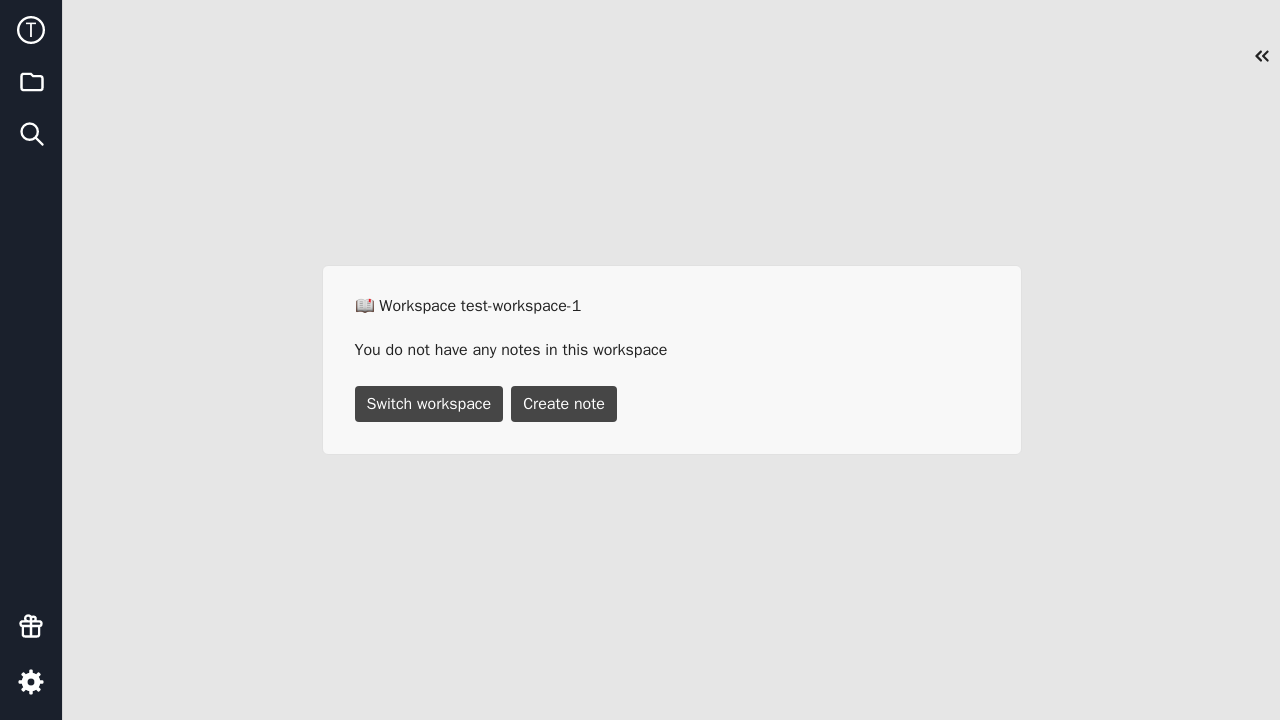 T
📖 Workspace test-workspace-1
You do not have any notes in this workspace
Switch workspace Create note